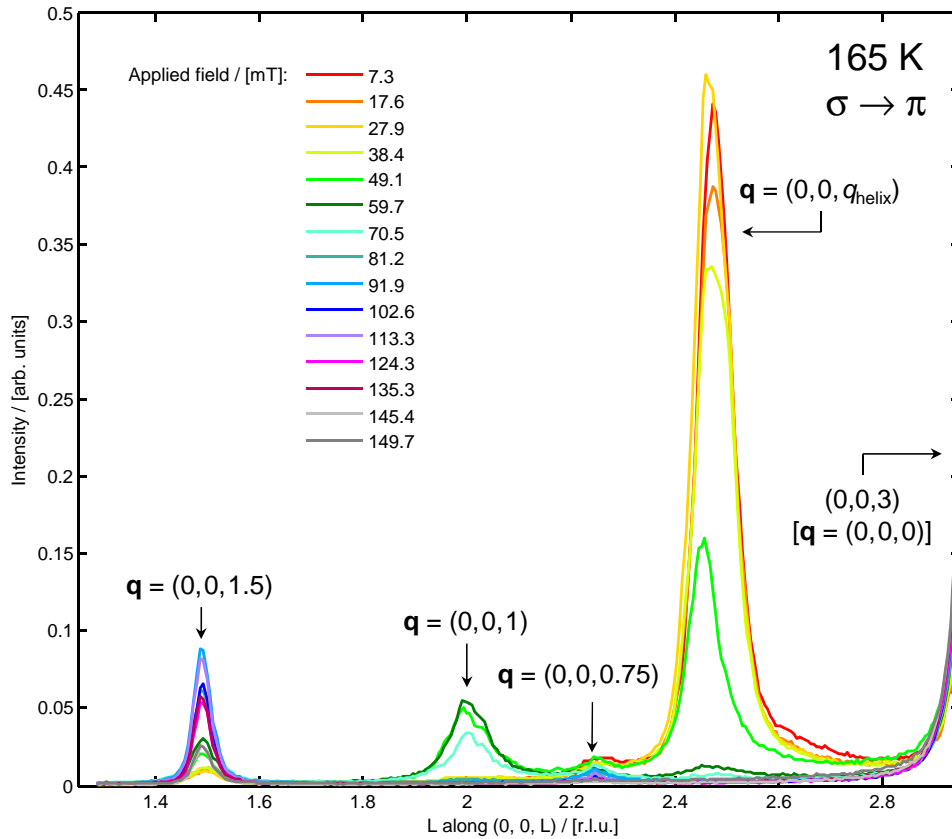 0.5
0.45
0.4
0.35
0.3
0.25
0.2
0.15
0.1
0.05
0
Intensity / [arb. units]
Applied field / [mT]:
7.3
17.6
27.9
38.4
49.1
59.7
70.5
81.2
91.9
102.6
113.3
124.3
135.3
145.4
149.7
165 K
σ → π
q = (0,0,qhelix)
(0,0,3)
[q = (0,0,0)]
q = (0,0,1.5)
q = (0,0,1)
q = (0,0,0.75)
1.4 1.6 1.8 2 2.2 2.4 2.6 2.8
L along (0, 0, L) / [r.l.u.]